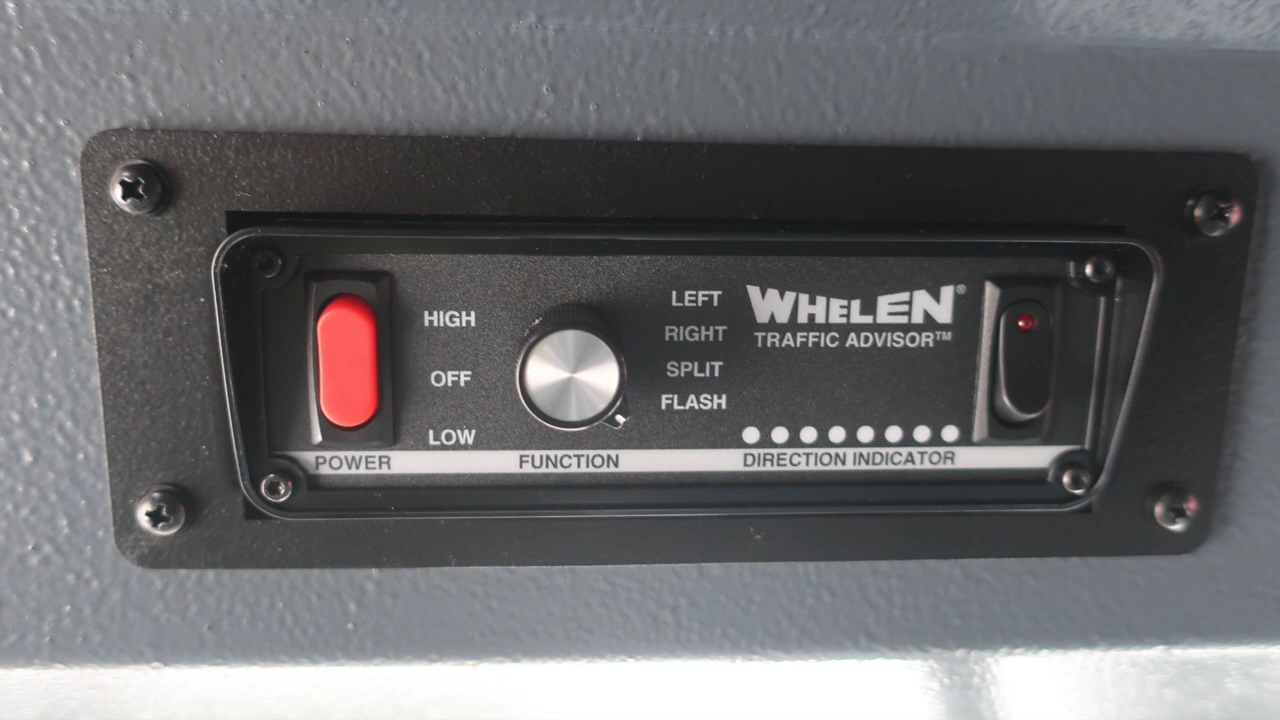 HIGH
OFF
LOW
POWER
FUNCTION
LEFT
RIGHT
SPLIT
FLASH
WHELEN®
TRAFFIC ADVISOR™
DIRECTION INDICATOR